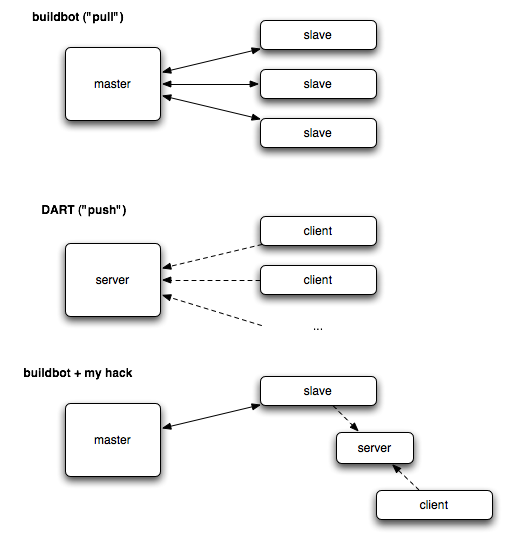 buildbot ("pull")
slave
master
slave
slave
DART ("push")
client
server
client
...
buildbot + my hack
slave
master
server
client